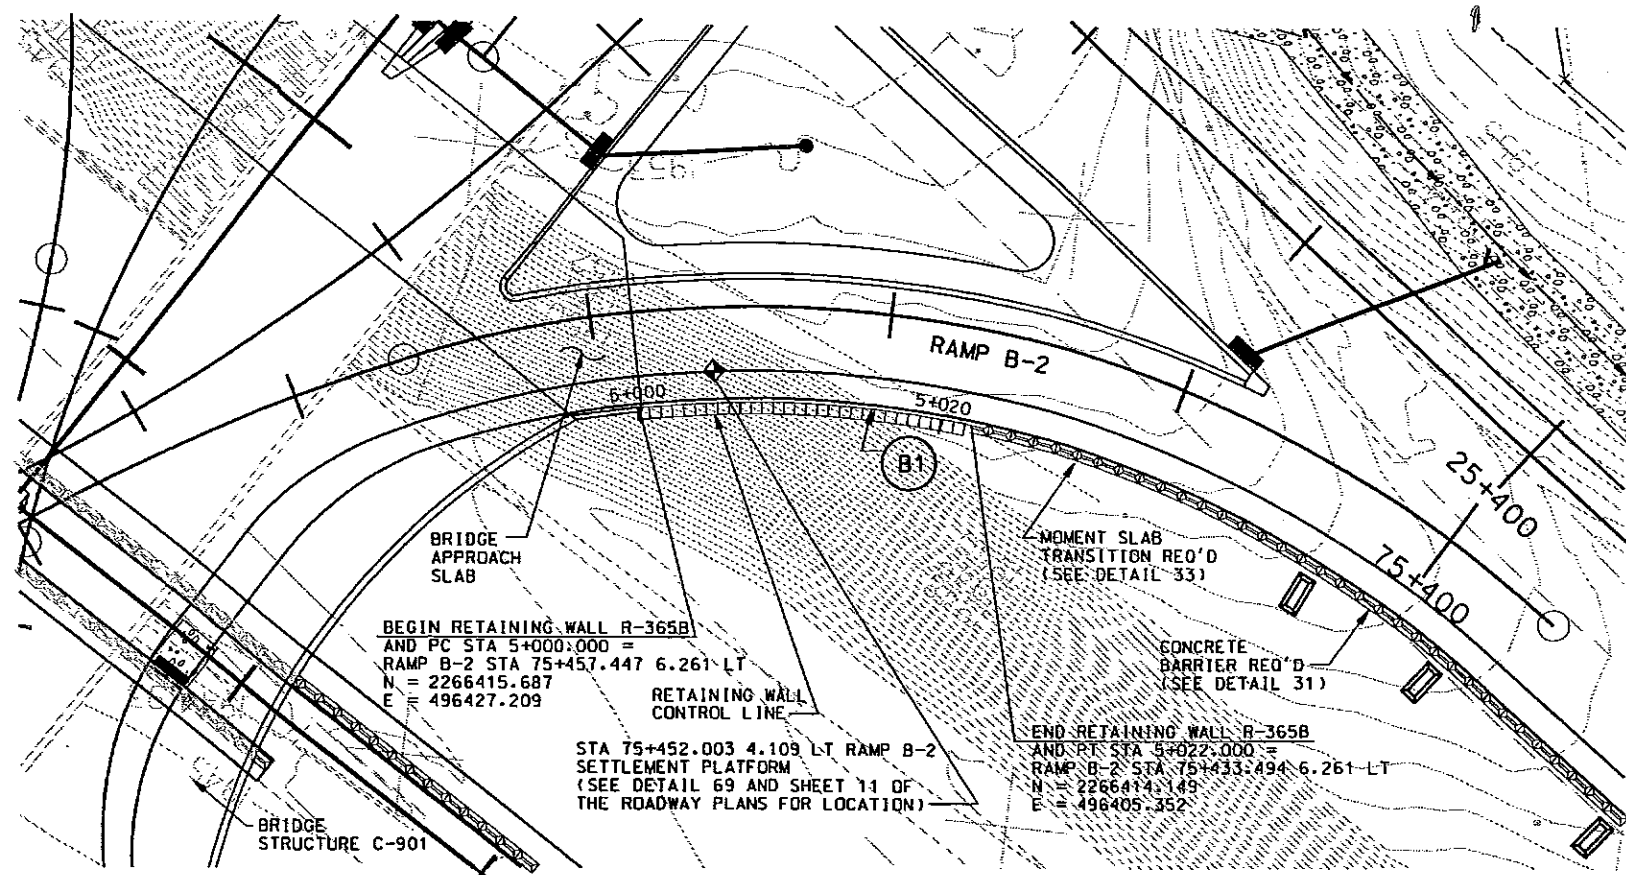 RAMP B-2
5+000
5+020
B1
25+400
75+400
BRIDGE
APPROACH
SLAB
MOMENT SLAB
TRANSITION REQ'D
(SEE DETAIL 33)
BEGIN RETAINING WALL R-365B
AND PC STA 5+000.000 =
RAMP B-2 STA 75+457.447 6.261 LT
N = 2266415.687
E = 496427.209
RETAINING WALL
CONTROL LINE
CONCRETE
BARRIER REQ'D
(SEE DETAIL 31)
STA 75+452.003 4.109 LT RAMP B-2
SETTLEMENT PLATFORM
(SEE DETAIL 69 AND SHEET 11 OF
THE ROADWAY PLANS FOR LOCATION)
END RETAINING WALL R-365B
AND PT STA 5+022.000 =
RAMP B-2 STA 75+433.494 6.261 LT
N = 2266414.149
E = 496405.352
BRIDGE
STRUCTURE C-901